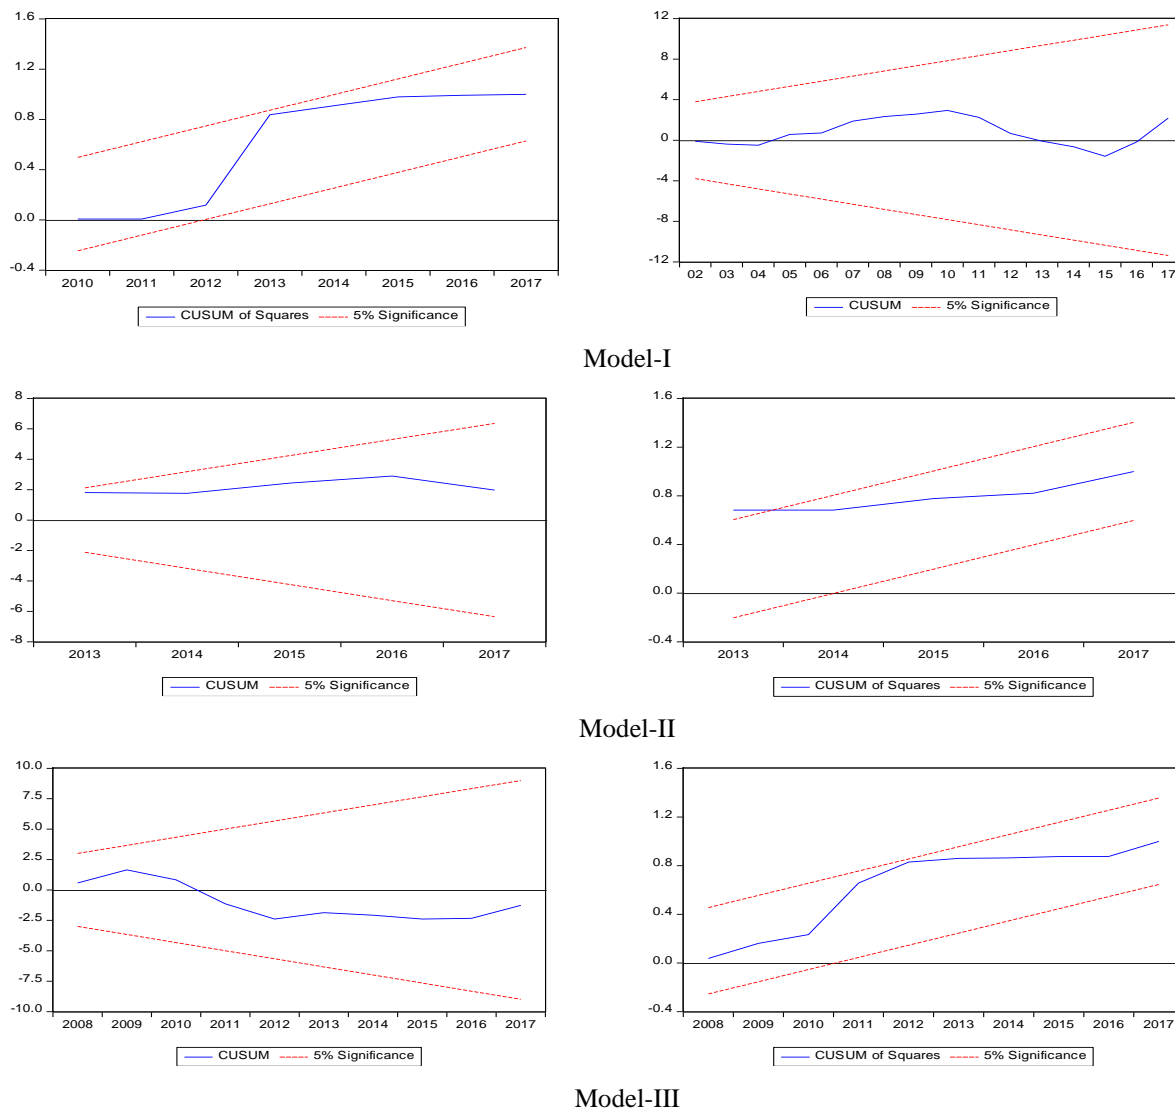 1.6
1.2
0.8
0.4
0.0
-0.4
2010 2011 2012 2013 2014 2015 2016 2017
CUSUM of Squares 5% Significance
12
8
4
0
-4
-8
-12
02 03 04 05 06 07 08 09 10 11 12 13 14 15 16 17
CUSUM 5% Significance
Model-I
8
6
4
2
0
-2
-4
-6
-8
2013 2014 2015 2016 2017
CUSUM 5% Significance
1.6
1.2
0.8
0.4
0.0
-0.4
2013 2014 2015 2016 2017
CUSUM of Squares 5% Significance
Model-II
10.0
7.5
5.0
2.5
0.0
-2.5
-5.0
-7.5
-10.0
2008 2009 2010 2011 2012 2013 2014 2015 2016 2017
CUSUM 5% Significance
1.6
1.2
0.8
0.4
0.0
-0.4
2008 2009 2010 2011 2012 2013 2014 2015 2016 2017
CUSUM of Squares 5% Significance
Model-III